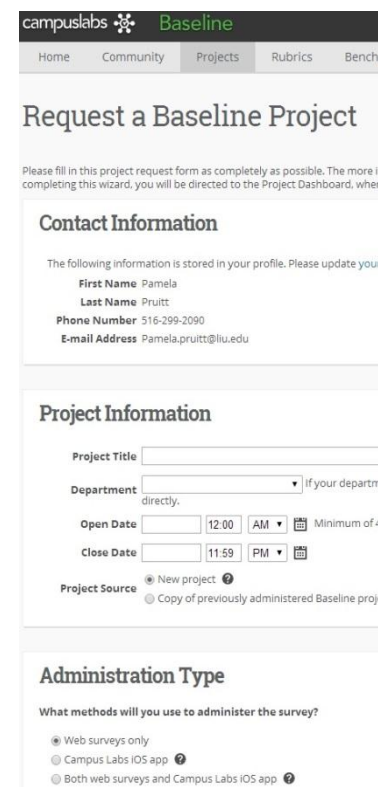 campuslabs Baseline
Home Community Projects Rubrics Bench
Request a Baseline Projec
Please fill in this project request form as completely as possible. The more i
completing this wizard, you will be directed to the Project Dashboard, wher
Contact Information
The following information is stored in your profile. Please update your
First Name Pamela
Last Name Pruitt
Phone Number 516-299-2090
E-mail Address Pamela.pruitt@liu.edu
Project Information
Project Title
Department If your departm
directly.
Open Date 12:00 AM Minimum of 4
Close Date 11:59 PM
Project Source New project ?
Copy of previously administered Baseline proj
Administration Type
What methods will you use to administer the survey?
Web surveys only
Campus Labs iOS app ?
Both web surveys and Campus Labs iOS app ?